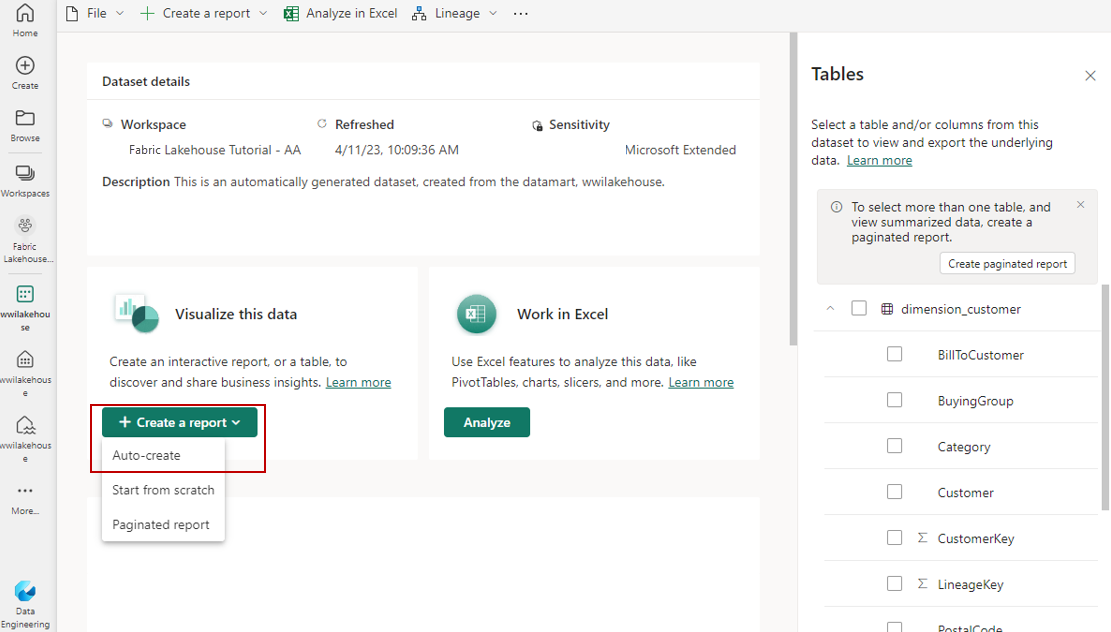 Home
Create
Browse
Workspaces
Fabric
Lakehouse...
wwilakehou
se
wwilakehous
e
wwilakehous
e
More...
Data
Engineering
File
Create a report
Analyze in Excel
Lineage
Dataset details
Workspace
Fabric Lakehouse Tutorial - AA
Refreshed
4/11/23, 10:09:36 AM
Sensitivity
Microsoft Extended
Description This is an automatically generated dataset, created from the datamart, wwilakehouse.
Visualize this data
Create an interactive report, or a table, to
discover and share business insights. Learn more
+ Create a report
Auto-create
Start from scratch
Paginated report
Work in Excel
Use Excel features to analyze this data, like
PivotTables, charts, slicers, and more. Learn more
Analyze
Tables
Select a table and/or columns from this
dataset to view and export the underlying
data. Learn more
To select more than one table, and
view summarized data, create a
paginated report.
Create paginated report
dimension_customer
BillToCustomer
BuyingGroup
Category
Customer
Σ CustomerKey
Σ LineageKey
PostalCode